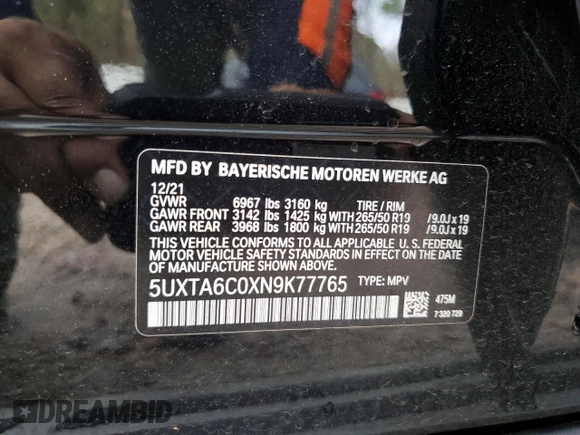 MFD BY BAYERISCHE MOTOREN WERKE AG
12/21
GVWR 6967 lbs 3160 kg TIRE / RIM
GAWR FRONT 3142 lbs 1425 kg WITH 265/50 R19 /9.0J x 19
GAWR REAR 3968 lbs 1800 kg WITH 265/50 R19 /9.0J x 19
THIS VEHICLE CONFORMS TO ALL APPLICABLE U. S. FEDERAL
MOTOR VEHICLE SAFETY STANDARDS IN EFFECT ON THE
DATE OF MANUFACTURE SHOWN ABOVE.
5UXTA6C0XN9K77765 TYPE: MPV
475M
7 320 729
DREAMBID